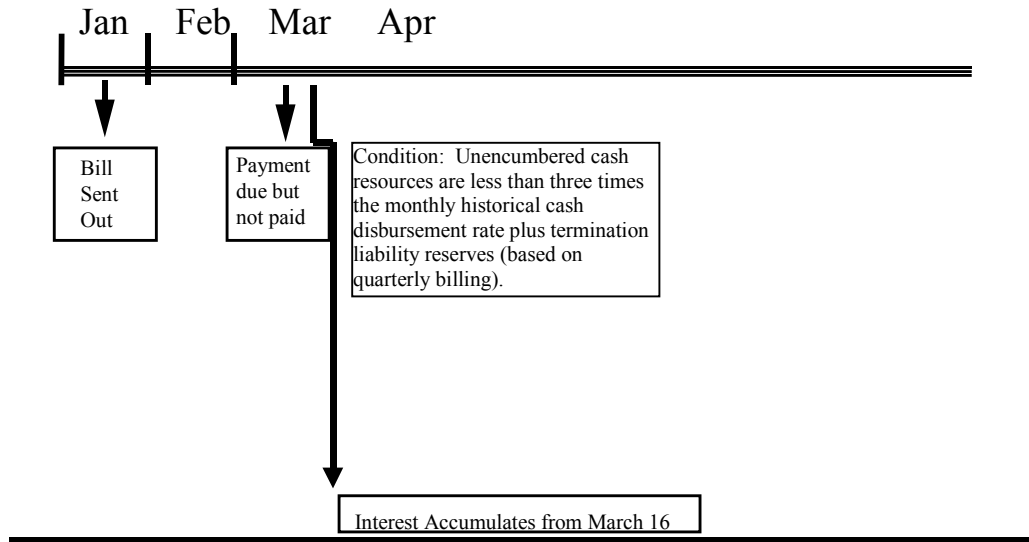 Jan Feb Mar Apr
Bill
Sent
Out
Payment
due but
not paid
Condition: Unencumbered cash
resources are less than three times
the monthly historical cash
disbursement rate plus termination
liability reserves (based on
quarterly billing).
Interest Accumulates from March 16